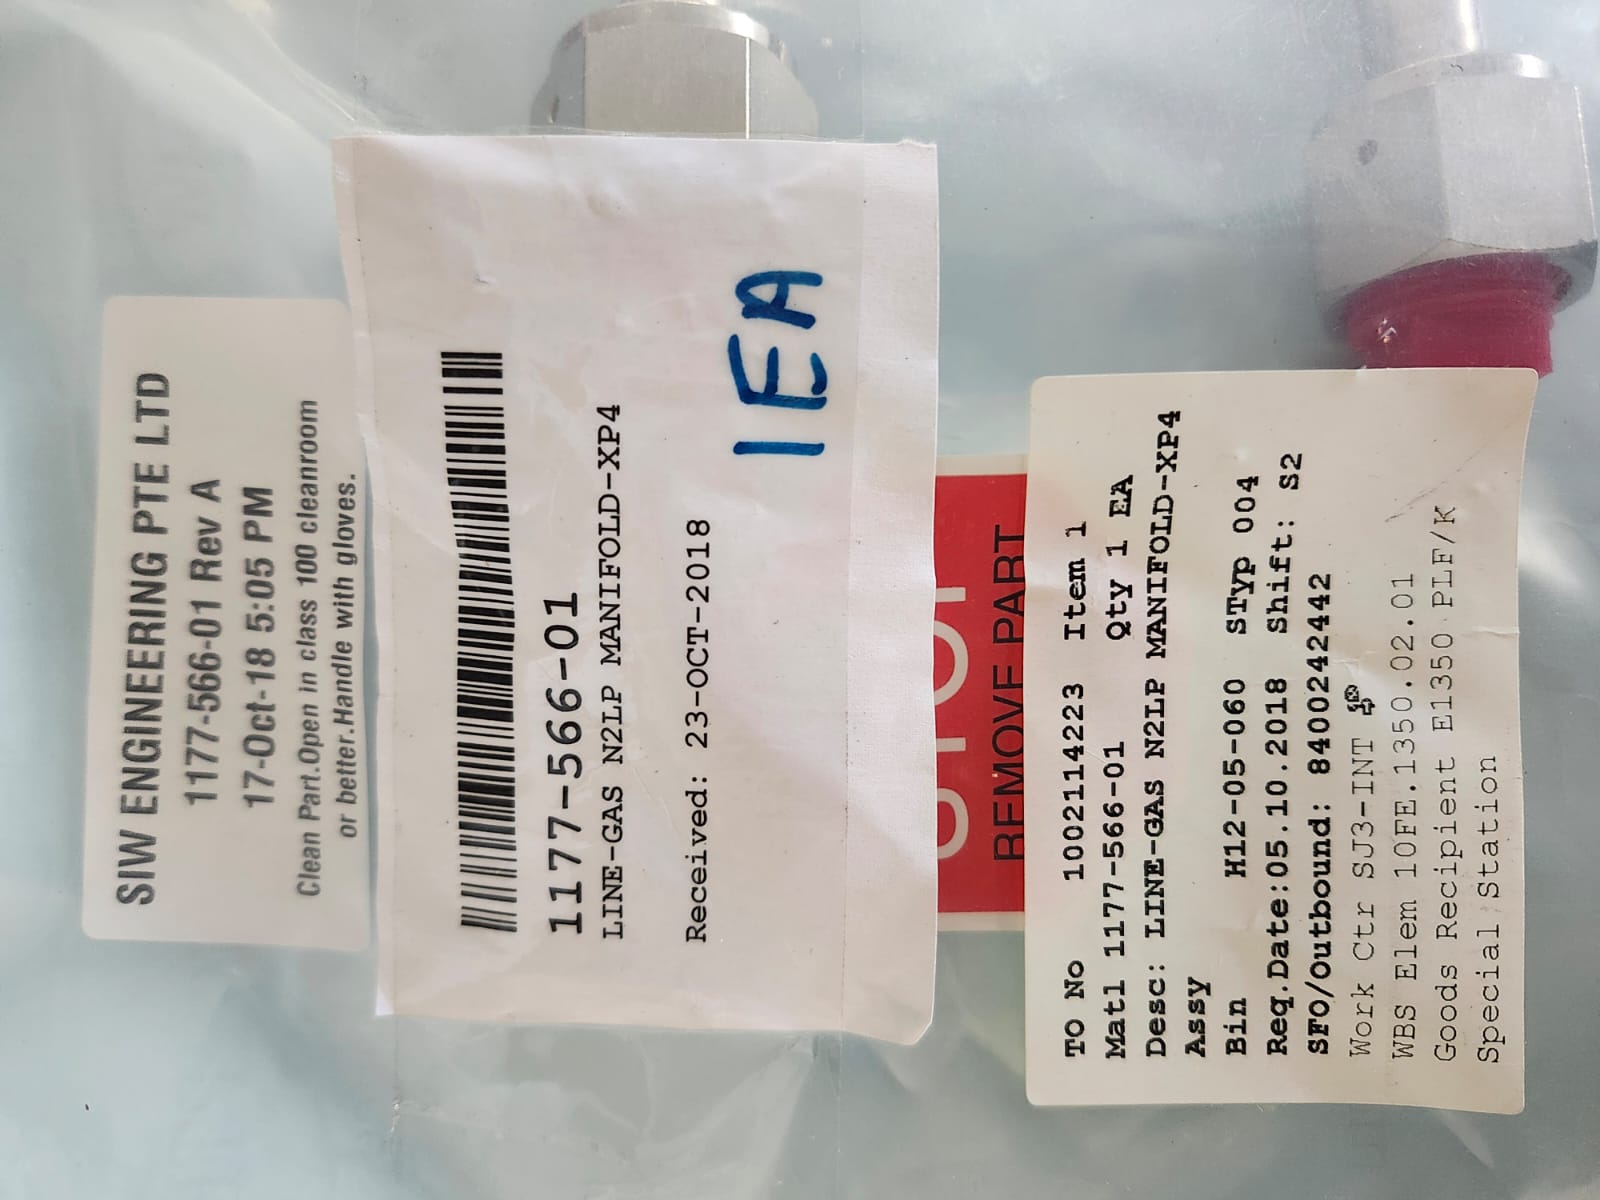 SIW ENGINEERING PTE LTD
1177-566-01 Rev A
17-Oct-18 5:05 PM
Clean Part.Open in class 100 cleanroom
or better.Handle with gloves.
1177-566-01
LINE-GAS N2LP MANIFOLD-XP4
Received: 23-OCT-2018
1EA
REMOVE PART
TO No 1002114223 Item 1
Matl 1177-566-01 Qty 1 EA
Desc: LINE-GAS N2LP MANIFOLD-XP4
Assy
Bin H12-05-060 STyp 004
Req.Date:05.10.2018 Shift: S2
SFO/Outbound: 8400242442
Work Ctr SJ3-INT
WBS Elem 10FE.1350.02.01
Goods Recipient E1350 PLF/K
Special Station